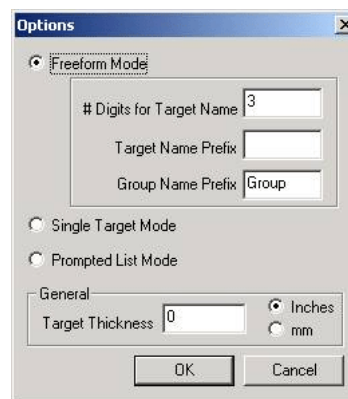 Options
Freeform Mode
# Digits for Target Name 3
Target Name Prefix
Group Name Prefix Group
Single Target Mode
Prompted List Mode
General
Target Thickness 0
Inches
mm
OK Cancel